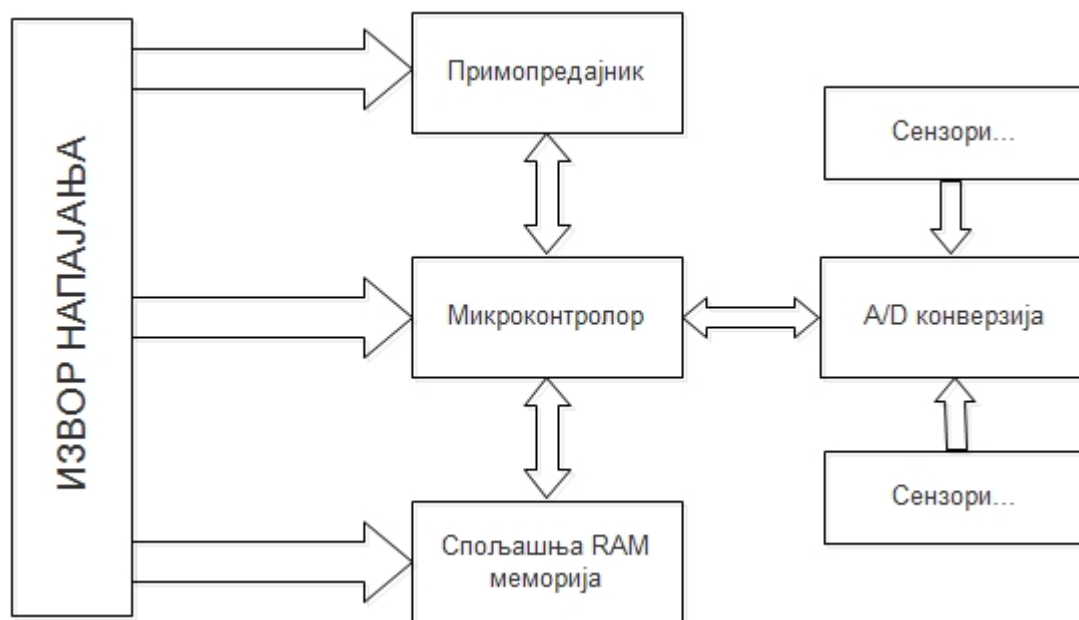 ИЗВОР НАПАЈАЊА
Примопредајник
Сензори...
Микроконтролор
A/D конверзија
Сензори...
Спољашња RAM
меморија